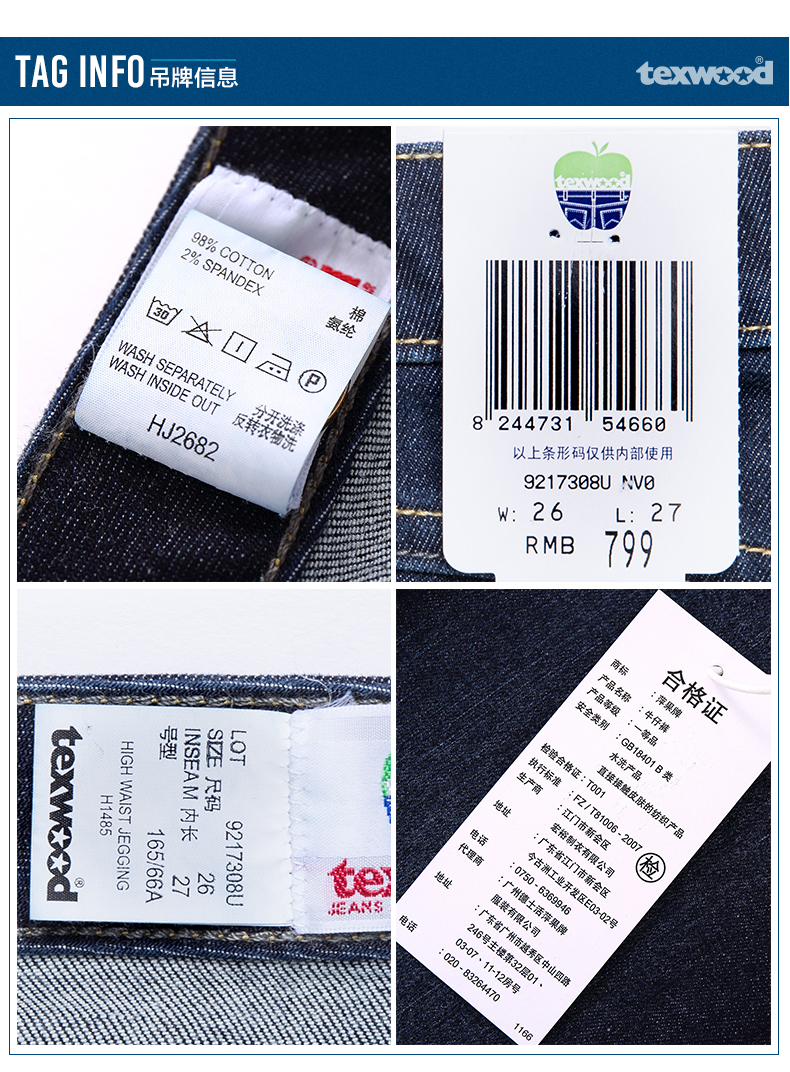 TAG INFO 吊牌信息
texwood®
98% COTTON
2% SPANDEX
棉
氨纶
30
P
WASH SEPARATELY
WASH INSIDE OUT
分开洗涤
反转衣物洗
HJ2682
texwood
8 244731 54660
以上条形码仅供内部使用
9217308U NV0
W: 26 L: 27
RMB 799
texwood®
LOT 9217308U
SIZE 尺码 26
INSEAM 内长 27
号型 165/66A
HIGH WAIST JEGGING
H1485
tex
JEANS
合格证
商标 : 萍果牌
产品名称 : 牛仔裤
产品等级 : 一等品
安全类别 : GB18401 B 类
水洗产品
直接接触皮肤的纺织产品
检验合格证 : T001
执行标准 : FZ / T81006 - 2007
生产商 : 江门市新会区
宏裕制衣有限公司
地址 : 广东省江门市新会区
今古洲工业开发区E03-02号
电话 : 0750 - 6369846
代理商 : 广州德士市萍果牌
服装有限公司
地址 : 广东省广州市越秀区中山四路
246号主楼第32层01、
03-07、11-12房号
电话 : 020 - 83264470
检
1166